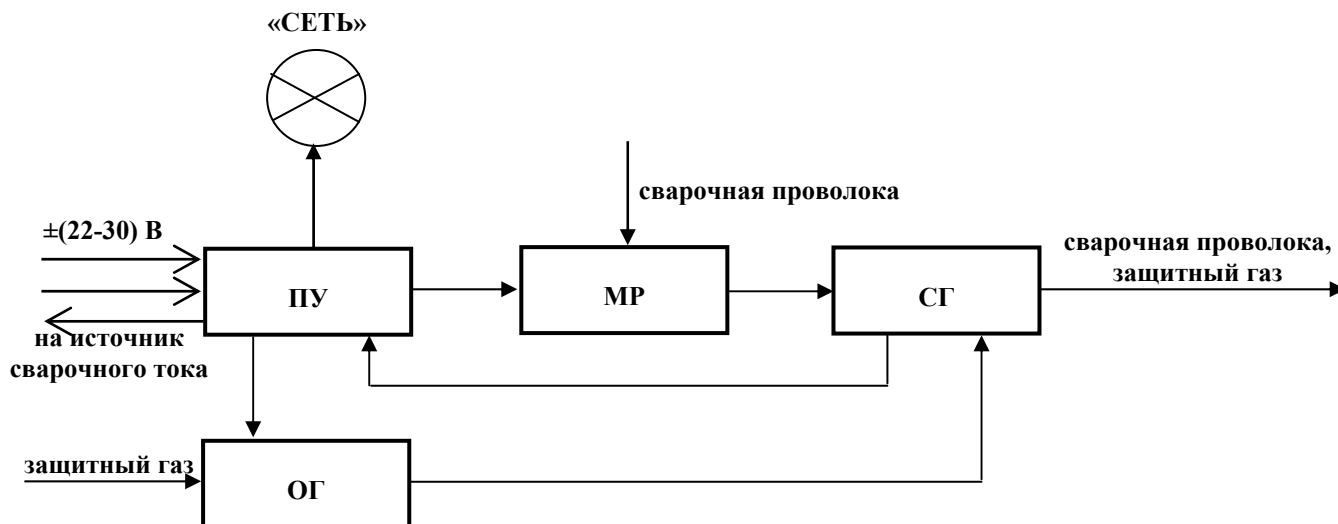 «СЕТЬ»
сварочная проволока
±(22-30) В
сварочная проволока,
защитный газ
ПУ
МР
СГ
на источник
сварочного тока
защитный газ
ОГ